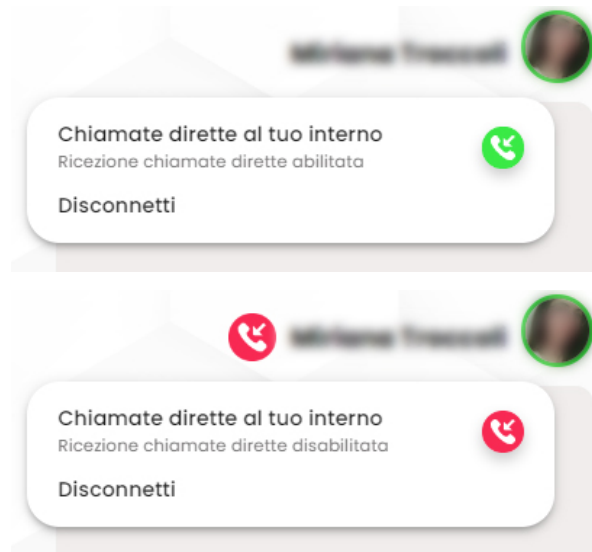 Chiamate dirette al tuo interno
Ricezione chiamate dirette abilitata
Disconnetti
Chiamate dirette al tuo interno
Ricezione chiamate dirette disabilitata
Disconnetti